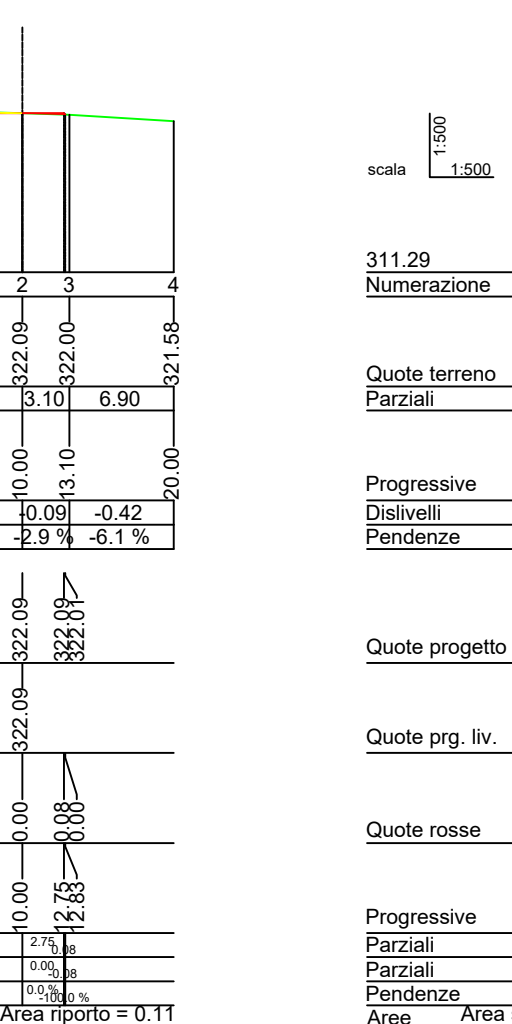 1:500
scala 1:500
311.29
2 3 4 Numerazione
322.09 322.00 321.58 Quote terreno
3.10 6.90 Parziali
10.00 13.10 20.00 Progressive
-0.09 -0.42 Dislivelli
-2.9 % -6.1 % Pendenze
322.09 322.09 322.01 Quote progetto
322.09 Quote prg. liv.
0.00 0.08 0.00 Quote rosse
10.00 12.75 12.83 Progressive
2.75 0.08 Parziali
0.00 -0.08 Parziali
0.0 % -100.0 % Pendenze
Area riporto = 0.11 Aree Area